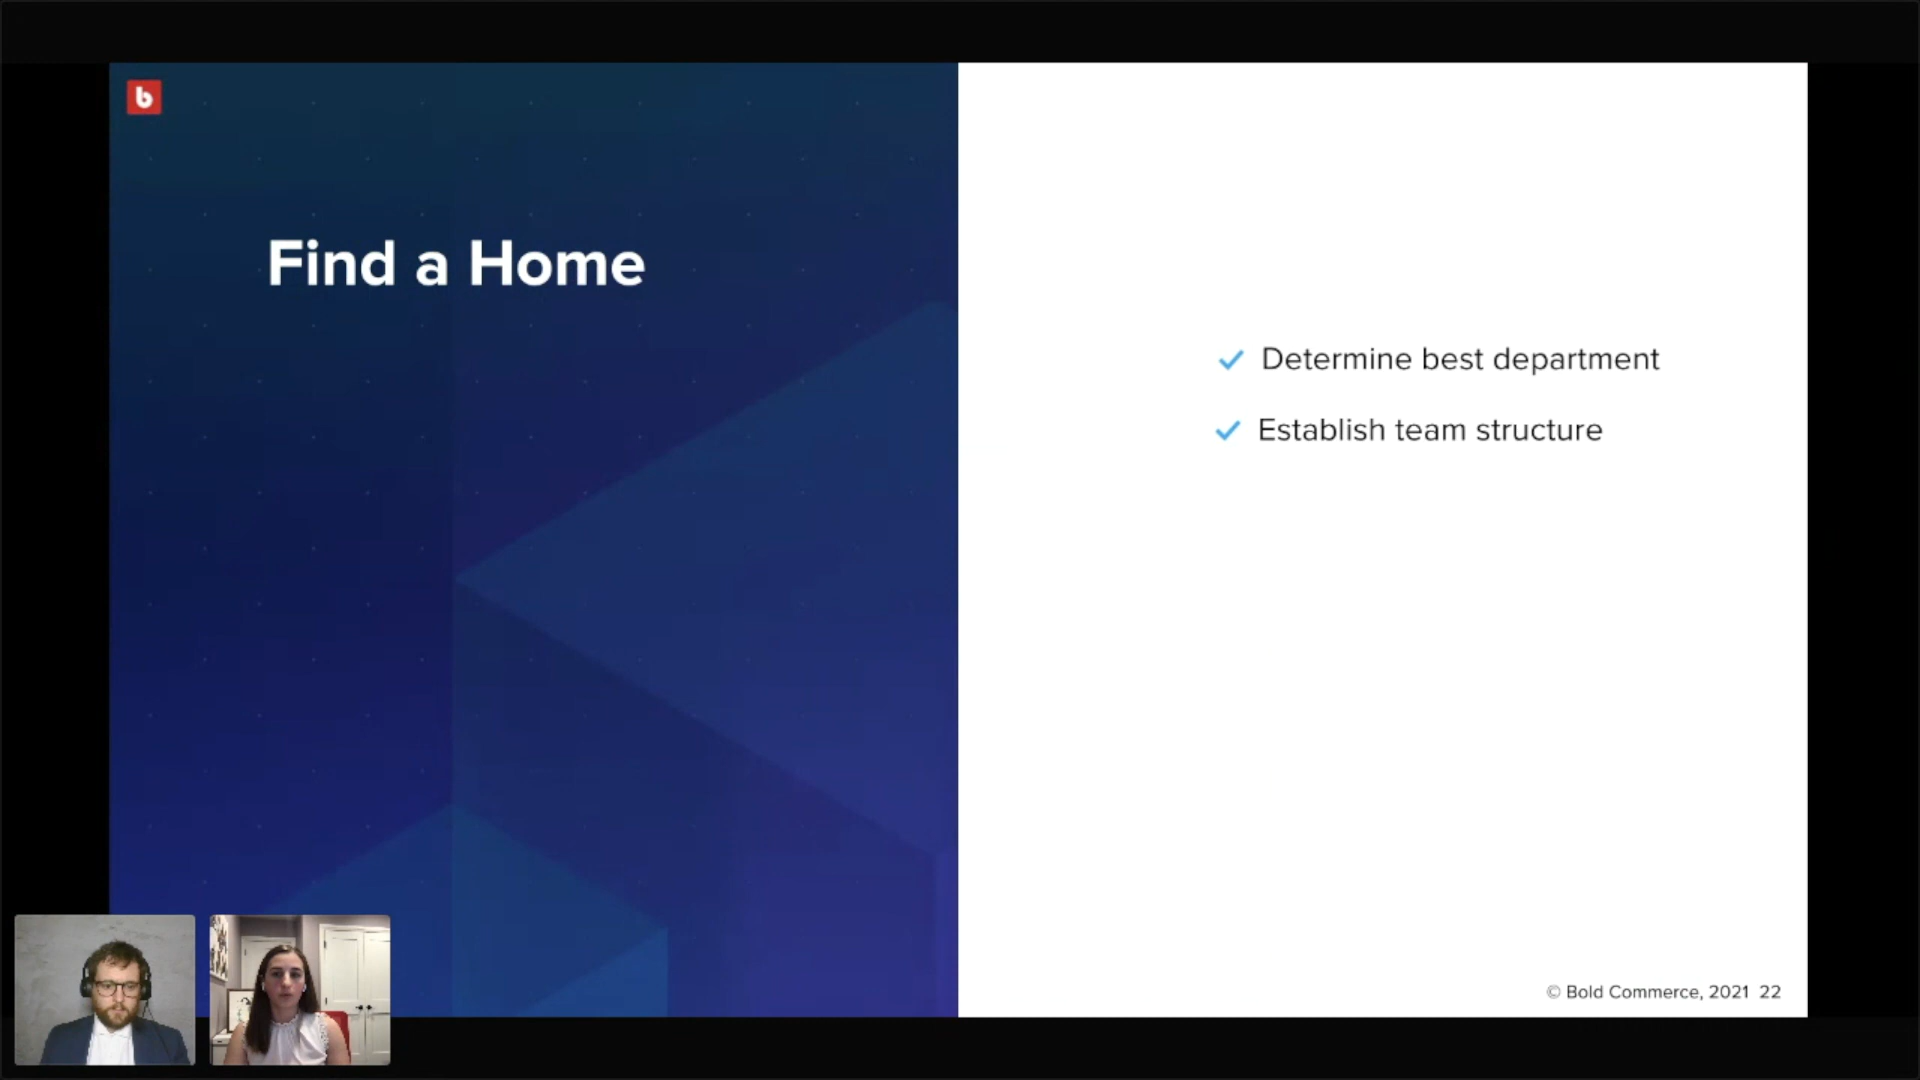 b
Find a Home
Determine best department
Establish team structure
© Bold Commerce, 2021 22